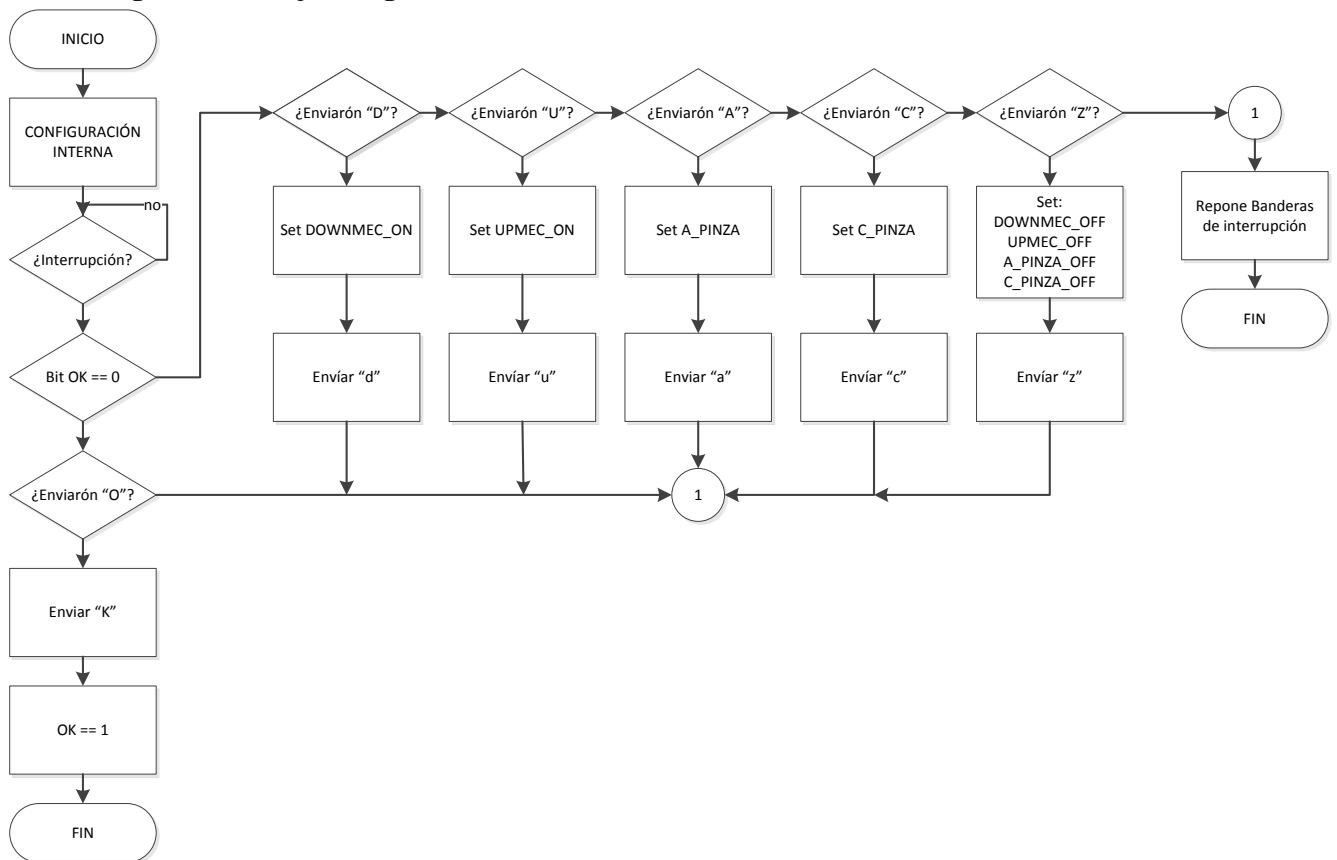 INICIO
CONFIGURACIÓN
INTERNA
no
¿Interrupción?
Bit OK == 0
¿Enviarón “O”?
Enviar “K”
OK == 1
FIN
¿Enviarón “D”?
Set DOWNMEC_ON
Envíar “d”
¿Enviarón “U”?
Set UPMEC_ON
Envíar “u”
¿Enviarón “A”?
Set A_PINZA
Enviar “a”
1
¿Enviarón “C”?
Set C_PINZA
Envíar “c”
¿Enviarón “Z”?
Set:
DOWNMEC_OFF
UPMEC_OFF
A_PINZA_OFF
C_PINZA_OFF
Envíar “z”
1
Repone Banderas
de interrupción
FIN